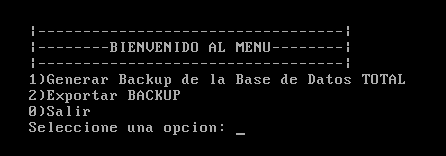 ¦----------------------------------¦
¦--------BIENVENIDO AL MENU--------¦
¦----------------------------------¦
1)Generar Backup de la Base de Datos TOTAL
2)Exportar BACKUP
0)Salir
Seleccione una opcion: _